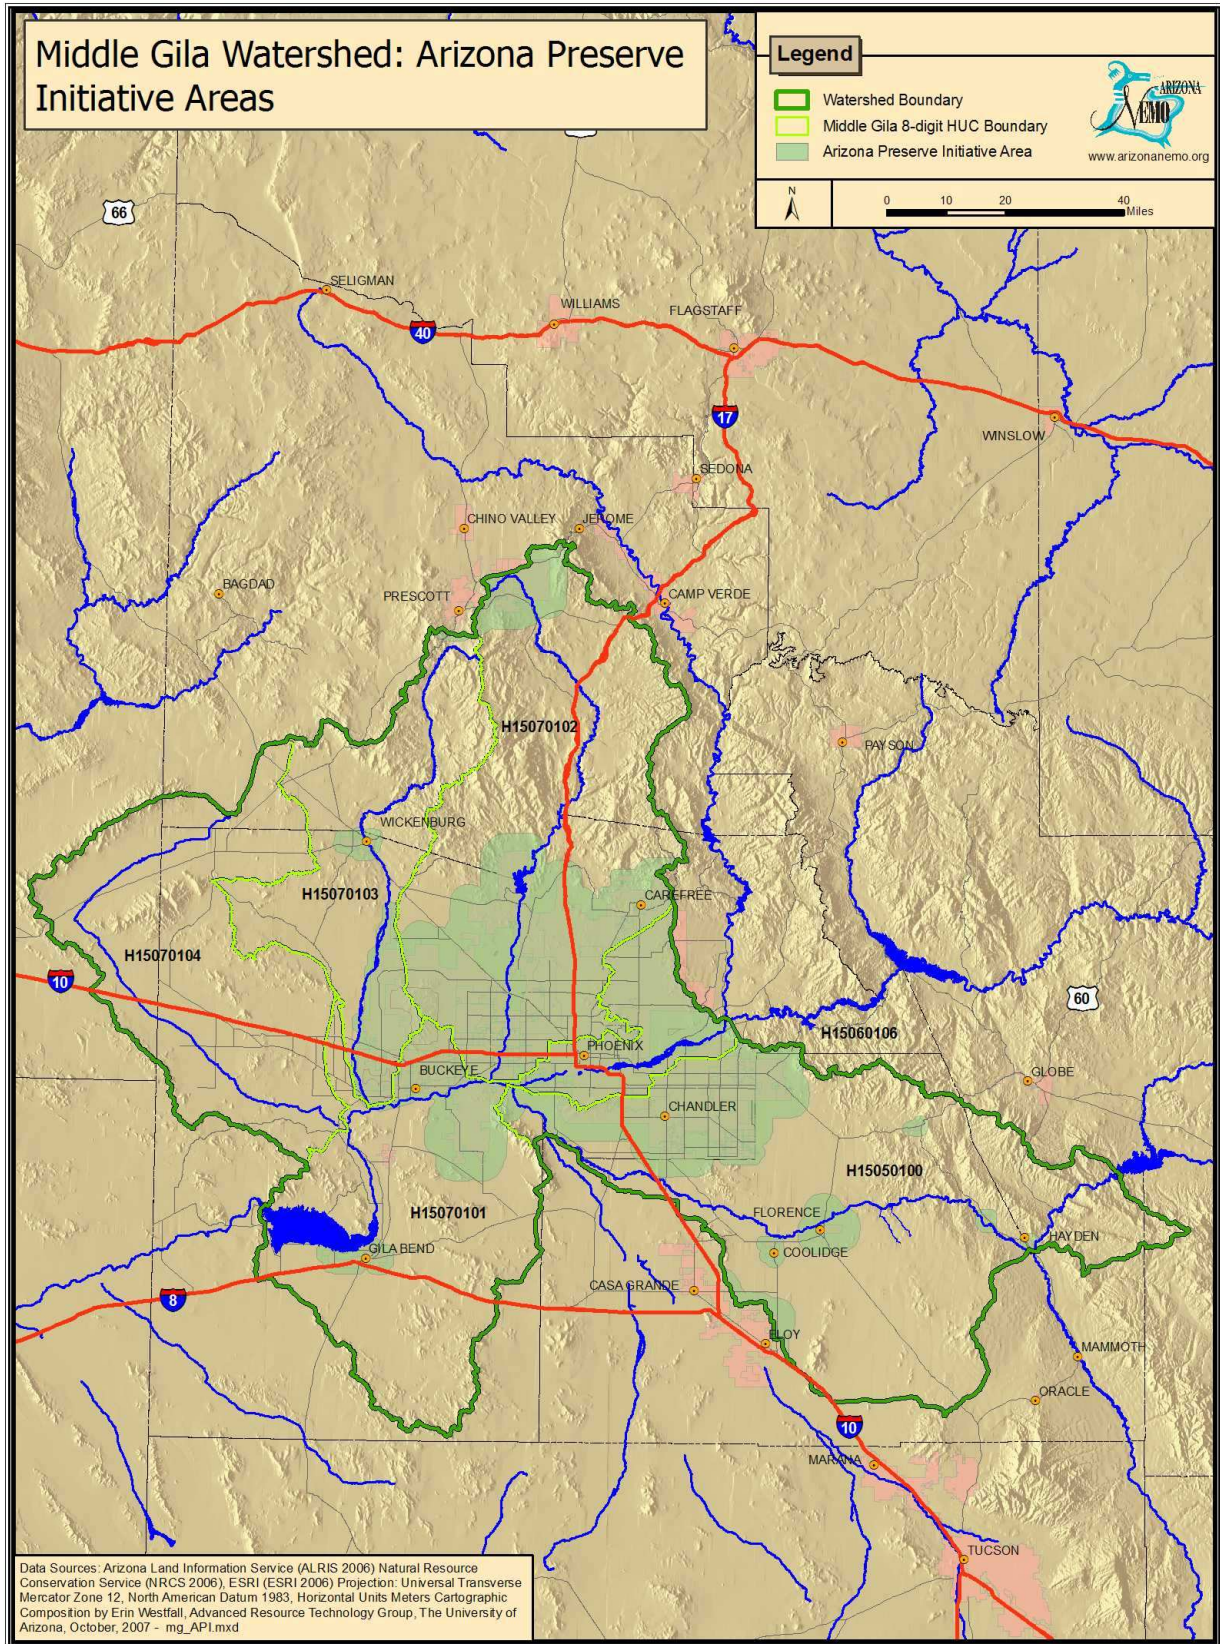 Middle Gila Watershed: Arizona Preserve
Initiative Areas
Legend
Watershed Boundary
Middle Gila 8-digit HUC Boundary
Arizona Preserve Initiative Area
ARIZONA
NEMO
www.arizonanemo.org
N
0 10 20 40
Miles
66
SELIGMAN
40
WILLIAMS
FLAGSTAFF
17
WINSLOW
SEDONA
CHINO VALLEY
JEROME
BAGDAD
PRESCOTT
CAMP VERDE
H15070102
PAYSON
WICKENBURG
H15070103
CAREFREE
H15070104
10
60
H15060106
PHOENIX
BUCKEYE
GLOBE
CHANDLER
H15050100
H15070101
FLORENCE
HAYDEN
GILA BEND
COOLIDGE
CASA GRANDE
8
ELOY
MAMMOTH
ORACLE
10
MARANA
TUCSON
Data Sources: Arizona Land Information Service (ALRIS 2006) Natural Resource
Conservation Service (NRCS 2006), ESRI (ESRI 2006) Projection: Universal Transverse
Mercator Zone 12, North American Datum 1983, Horizontal Units Meters Cartographic
Composition by Erin Westfall, Advanced Resource Technology Group, The University of
Arizona, October, 2007 - mg_API.mxd